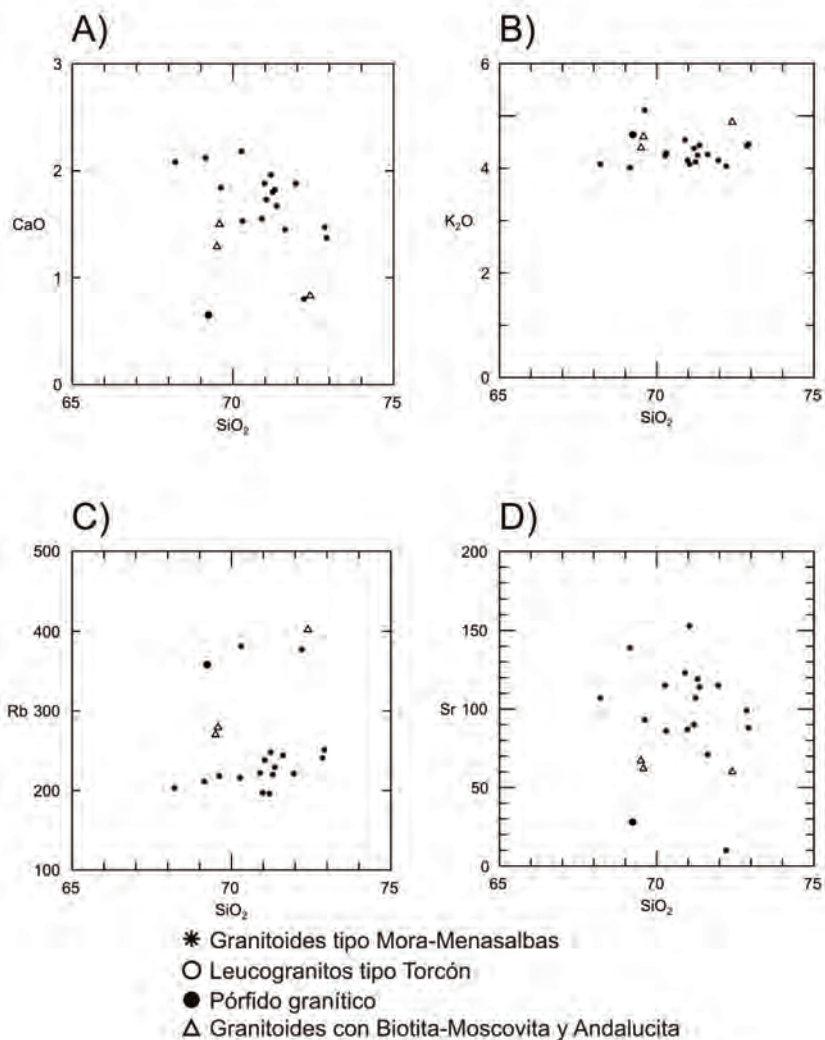 A)
3
2
CaO
1
0
65
70
75
SiO₂
B)
6
4
K₂O
2
0
65
70
75
SiO₂
C)
500
400
Rb 300
200
100
65
70
75
SiO₂
D)
200
150
Sr 100
50
0
65
70
75
SiO₂
Granitoides tipo Mora-Menasalbas
Leucogranitos tipo Torcón
Pórfido granítico
Granitoides con Biotita-Moscovita y Andalucita